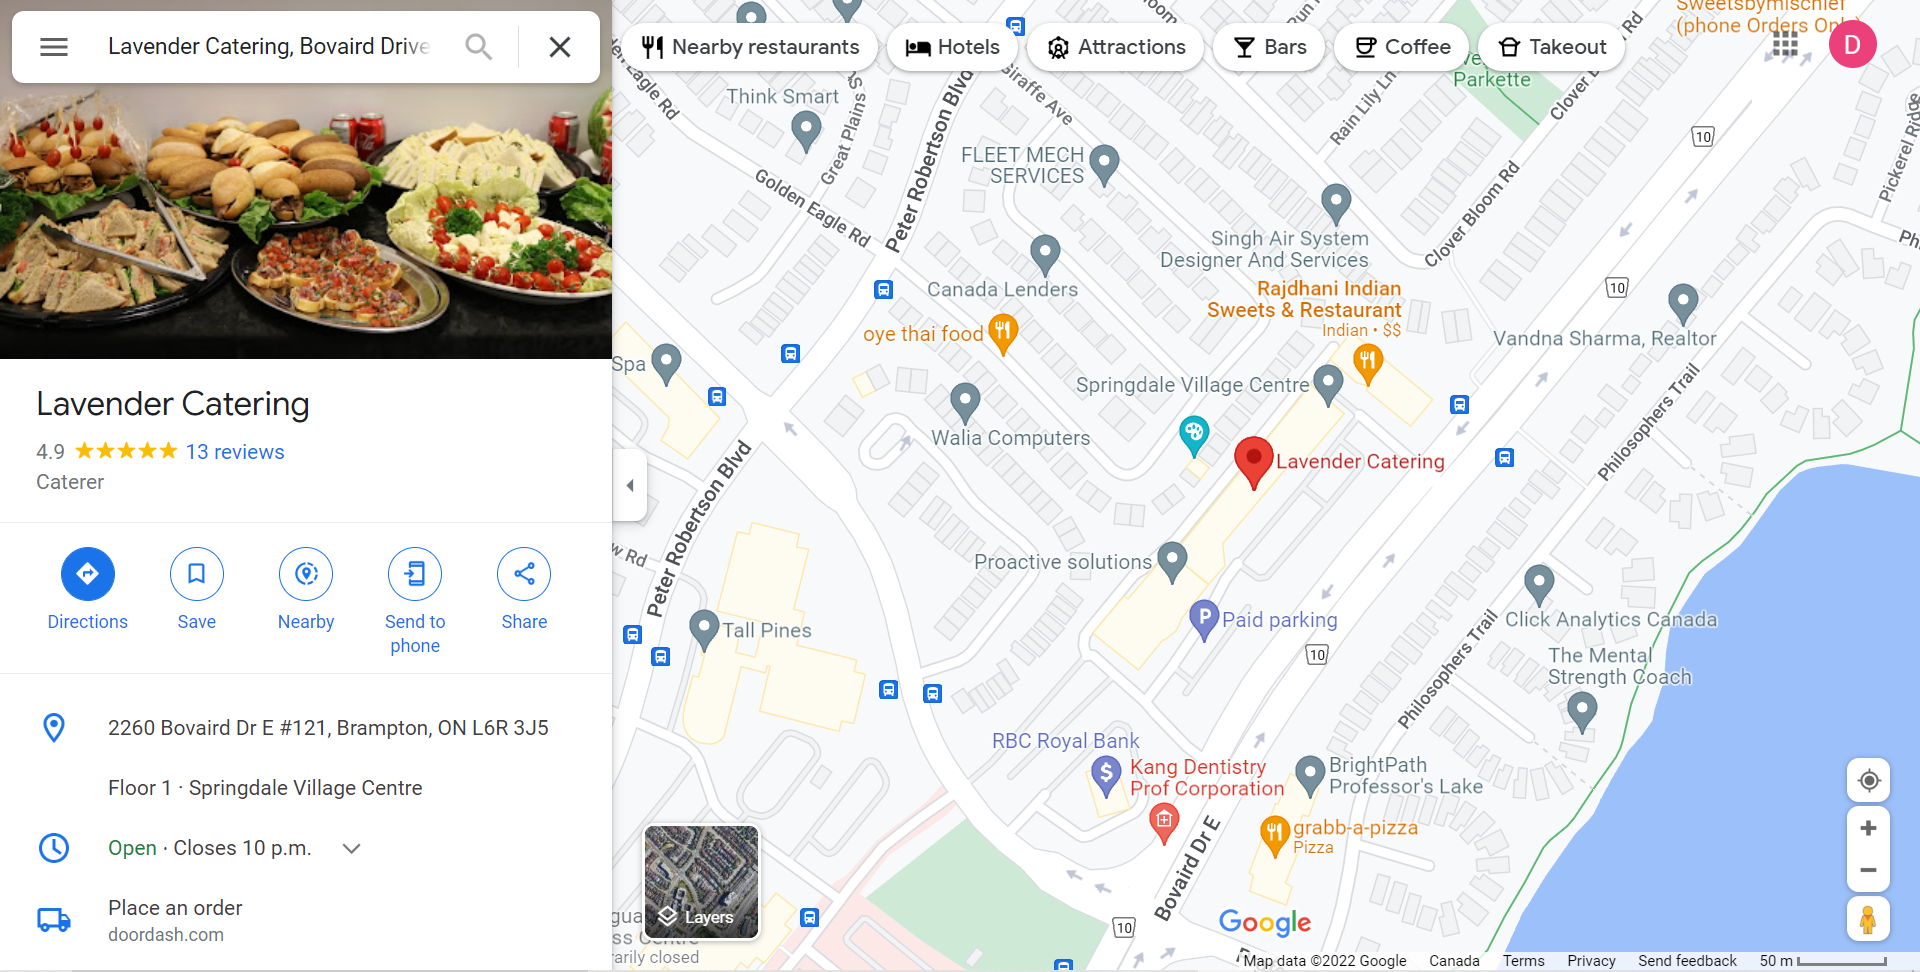 Lavender Catering, Bovaird Drive
Nearby restaurants
Hotels
Attractions
Bars
Coffee
Takeout
D
Lavender Catering
4.9
13 reviews
Caterer
Directions
Save
Nearby
Send to
phone
Share
2260 Bovaird Dr E #121, Brampton, ON L6R 3J5
Floor 1 · Springdale Village Centre
Open · Closes 10 p.m.
Place an order
doordash.com
Sweetsbymischief
(phone Orders Only)
Parkette
Think Smart
Great Plains S
Golden Eagle Rd
Eagle Rd
Peter Robertson Blvd
Giraffe Ave
Rain Lily Ln
Clover Bloom Rd
Pickerel Ridge
FLEET MECH
SERVICES
Singh Air System
Designer And Services
Canada Lenders
Rajdhani Indian
Sweets & Restaurant
Indian • $$
oye thai food
Spa
Springdale Village Centre
Vandna Sharma, Realtor
10
10
Walia Computers
Lavender Catering
Philosophers Trail
Peter Robertson Blvd
Proactive solutions
Paid parking
Tall Pines
10
Click Analytics Canada
The Mental
Strength Coach
Philosophers Trail
RBC Royal Bank
Kang Dentistry
Prof Corporation
BrightPath
Professor's Lake
grabb-a-pizza
Pizza
Bovaird Dr E
10
Layers
arily closed
Google
Map data ©2022 Google
Canada
Terms
Privacy
Send feedback
50 m